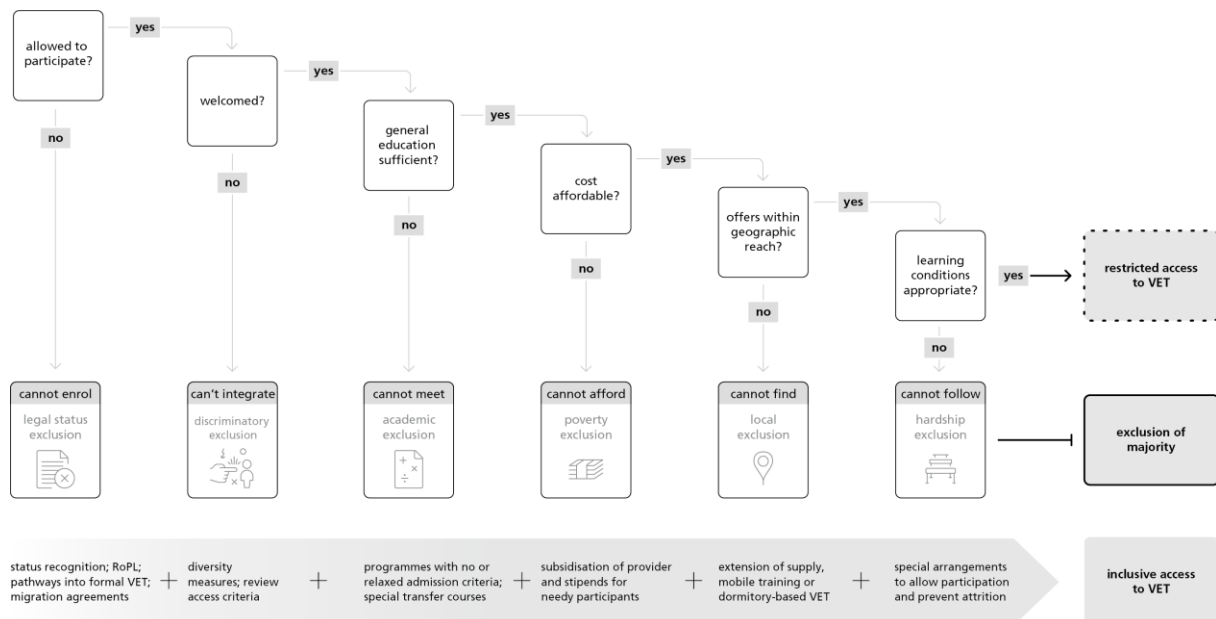 allowed to
participate?
yes
no
welcomed?
yes
no
general
education
sufficient?
yes
no
cost
affordable?
yes
no
offers within
geographic
reach?
yes
no
learning
conditions
appropriate?
yes
no
restricted access
to VET
cannot enrol
legal status
exclusion
can't integrate
discriminatory
exclusion
cannot meet
academic
exclusion
cannot afford
poverty
exclusion
cannot find
local
exclusion
cannot follow
hardship
exclusion
exclusion of
majority
status recognition; RoPL;
pathways into formal VET;
migration agreements
+
diversity
measures; review
access criteria
+
programmes with no or
relaxed admission criteria;
special transfer courses
+
subsidisation of provider
and stipends for
needy participants
+
extension of supply,
mobile training or
dormitory-based VET
+
special arrangements
to allow participation
and prevent attrition
inclusive access
to VET